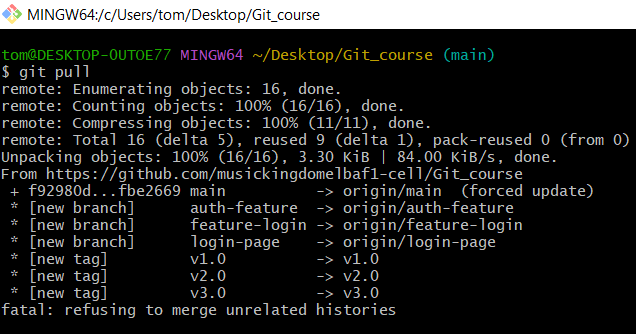 MINGW64:/c/Users/tom/Desktop/Git_course
tom@DESKTOP-OUTOE77 MINGW64 ~/Desktop/Git_course (main)
$ git pull
remote: Enumerating objects: 16, done.
remote: Counting objects: 100% (16/16), done.
remote: Compressing objects: 100% (11/11), done.
remote: Total 16 (delta 5), reused 9 (delta 1), pack-reused 0 (from 0)
Unpacking objects: 100% (16/16), 3.30 KiB | 84.00 KiB/s, done.
From https://github.com/musickingdomelbaf1-cell/Git_course
 + f92980d...fbe2669 main          -> origin/main  (forced update)
 * [new branch]      auth-feature  -> origin/auth-feature
 * [new branch]      feature-login -> origin/feature-login
 * [new branch]      login-page    -> origin/login-page
 * [new tag]         v1.0          -> v1.0
 * [new tag]         v2.0          -> v2.0
 * [new tag]         v3.0          -> v3.0
fatal: refusing to merge unrelated histories